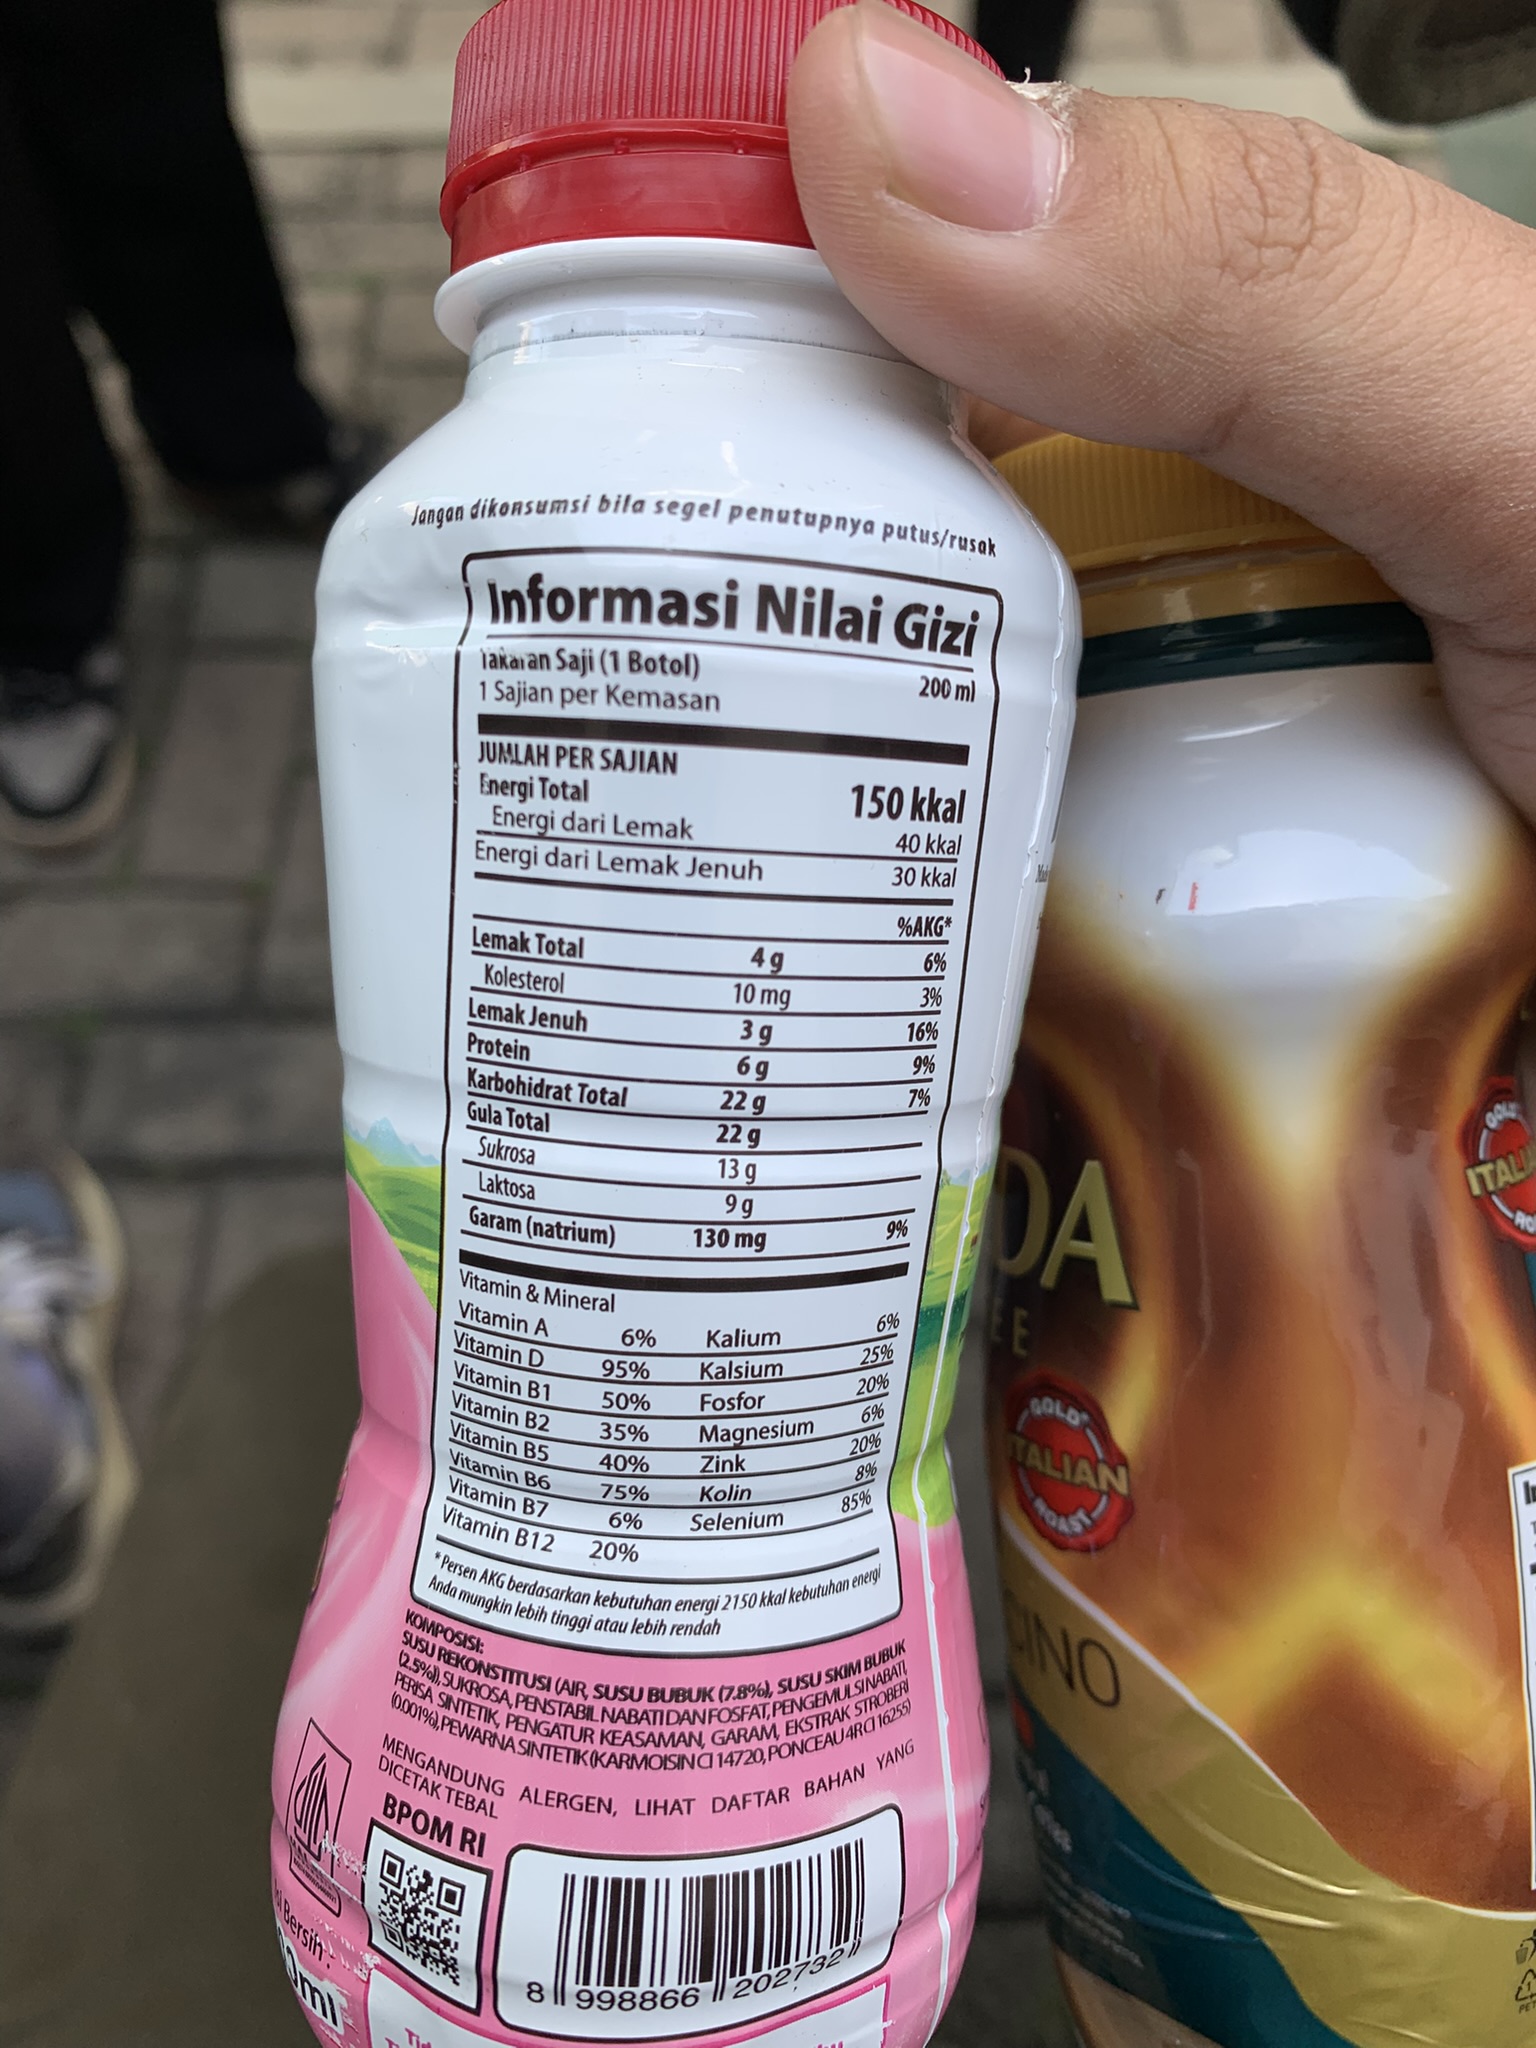 Jangan dikonsumsi bila segel penutupnya putus/rusak
Informasi Nilai Gizi
Takaran Saji (1 Botol) 200 ml
1 Sajian per Kemasan
JUMLAH PER SAJIAN
Energi Total 150 kkal
Energi dari Lemak 40 kkal
Energi dari Lemak Jenuh 30 kkal
%AKG*
Lemak Total 4 g 6%
Kolesterol 10 mg 3%
Lemak Jenuh 3 g 16%
Protein 6 g 9%
Karbohidrat Total 22 g 7%
Gula Total 22 g
Sukrosa 13 g
Laktosa 9 g
Garam (natrium) 130 mg 9%
Vitamin & Mineral
Vitamin A 6% Kalium 6%
Vitamin D 95% Kalsium 25%
Vitamin B1 50% Fosfor 20%
Vitamin B2 35% Magnesium 6%
Vitamin B5 40% Zink 20%
Vitamin B6 75% Kolin 8%
Vitamin B7 6% Selenium 85%
Vitamin B12 20%
*Persen AKG berdasarkan kebutuhan energi 2150 kkal kebutuhan energi
Anda mungkin lebih tinggi atau lebih rendah
KOMPOSISI:
SUSU REKONSTITUSI (AIR, SUSU BUBUK (7.8%), SUSU SKIM BUBUK
(2.5%)), SUKROSA, PENSTABIL NABATI DAN FOSFAT, PENGEMULSI NABATI,
PERISA SINTETIK, PENGATUR KEASAMAN, GARAM, EKSTRAK STROBERI
(0.001%), PEWARNA SINTETIK (KARMOISIN CI 14720, PONCEAU 4R CI 16255)
MENGANDUNG ALERGEN, LIHAT DAFTAR BAHAN YANG
DICETAK TEBAL
BPOM RI
8 998866 202732
Bersih
ml
DA
EE
GOLD
ITALIAN
ROAST
CINO
GOLD
ITALI